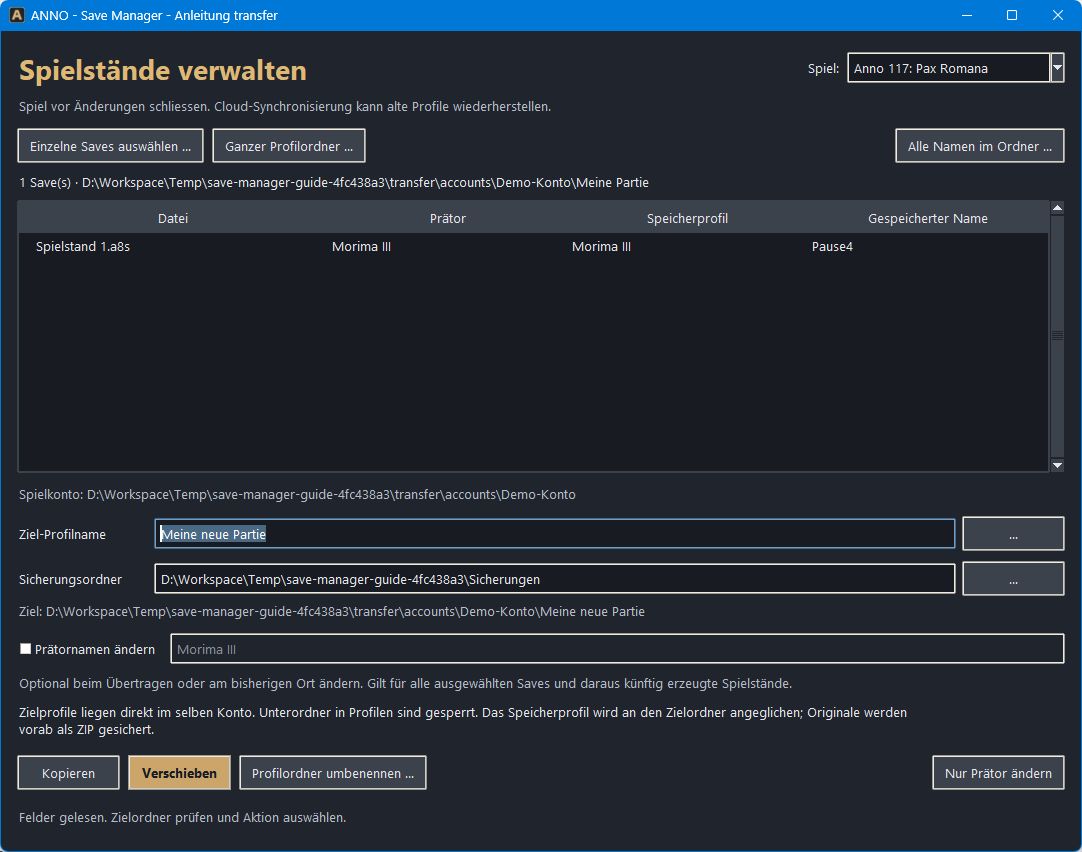 ANNO - Save Manager - Anleitung transfer
Spielstände verwalten
Spiel: Anno 117: Pax Romana
Spiel vor Änderungen schliessen. Cloud-Synchronisierung kann alte Profile wiederherstellen.
Einzelne Saves auswählen ... Ganzer Profilordner ... Alle Namen im Ordner ...
1 Save(s) · D:\Workspace\Temp\save-manager-guide-4fc438a3\transfer\accounts\Demo-Konto\Meine Partie
Datei Prätor Speicherprofil Gespeicherter Name
Spielstand 1.a8s Morima III Morima III Pause4
Spielkonto: D:\Workspace\Temp\save-manager-guide-4fc438a3\transfer\accounts\Demo-Konto
Ziel-Profilname Meine neue Partie ...
Sicherungsordner D:\Workspace\Temp\save-manager-guide-4fc438a3\Sicherungen ...
Ziel: D:\Workspace\Temp\save-manager-guide-4fc438a3\transfer\accounts\Demo-Konto\Meine neue Partie
Prätornamen ändern Morima III
Optional beim Übertragen oder am bisherigen Ort ändern. Gilt für alle ausgewählten Saves und daraus künftig erzeugte Spielstände.
Zielprofile liegen direkt im selben Konto. Unterordner in Profilen sind gesperrt. Das Speicherprofil wird an den Zielordner angeglichen; Originale werden
vorab als ZIP gesichert.
Kopieren Verschieben Profilordner umbenennen ... Nur Prätor ändern
Felder gelesen. Zielordner prüfen und Aktion auswählen.